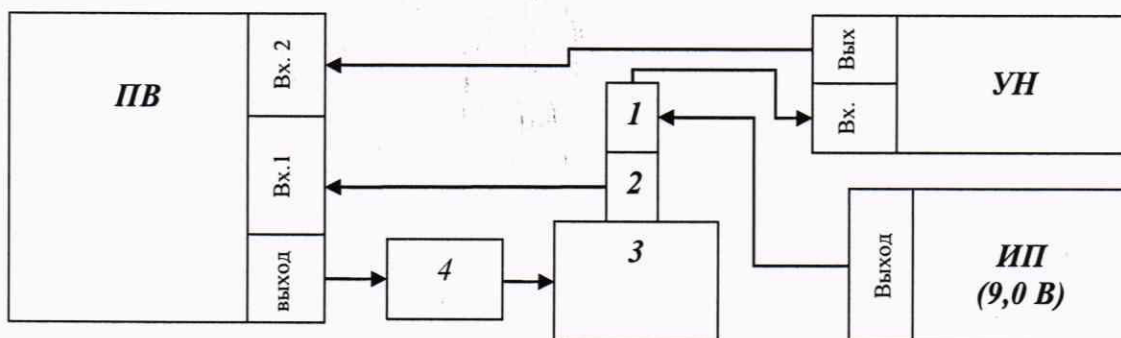 ПВ
Вх. 2
Вх.1
выход
1
2
3
4
Вых
Вх.
УН
Выход
ИП
(9,0 В)